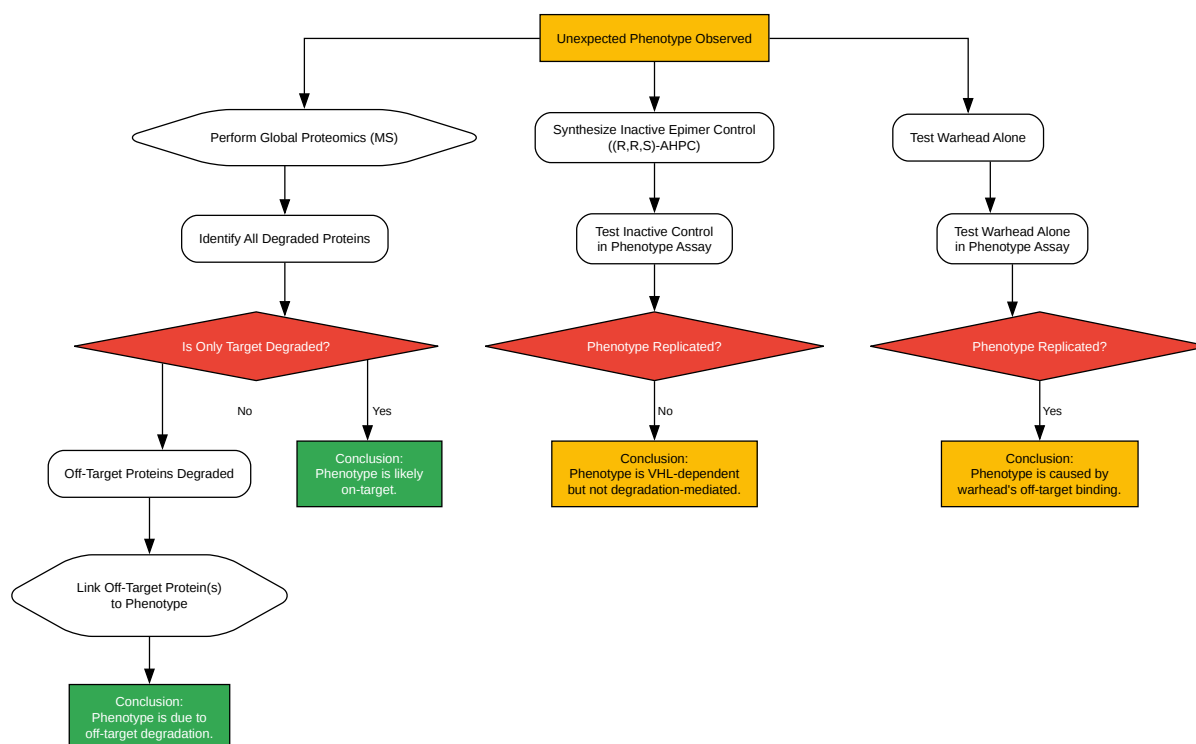 Unexpected Phenotype Observed
Perform Global Proteomics (MS)
Synthesize Inactive Epimer Control
((R,R,S)-AHPC)
Test Warhead Alone
Identify All Degraded Proteins
Test Inactive Control
in Phenotype Assay
Test Warhead Alone
in Phenotype Assay
Is Only Target Degraded?
Phenotype Replicated?
Phenotype Replicated?
No
Yes
No
Yes
Off-Target Proteins Degraded
Conclusion:
Phenotype is likely
on-target.
Conclusion:
Phenotype is VHL-dependent
but not degradation-mediated.
Conclusion:
Phenotype is caused by
warhead's off-target binding.
Link Off-Target Protein(s)
to Phenotype
Conclusion:
Phenotype is due to
off-target degradation.